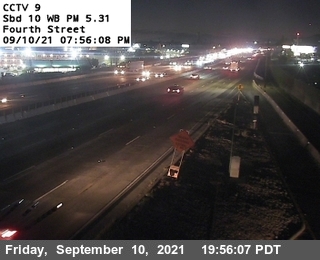 CCTV 9
Sbd 10 WB PM 5.31
Fourth Street
09/10/21 07:56:08 PM
Friday, September 10, 2021 19:56:07 PDT